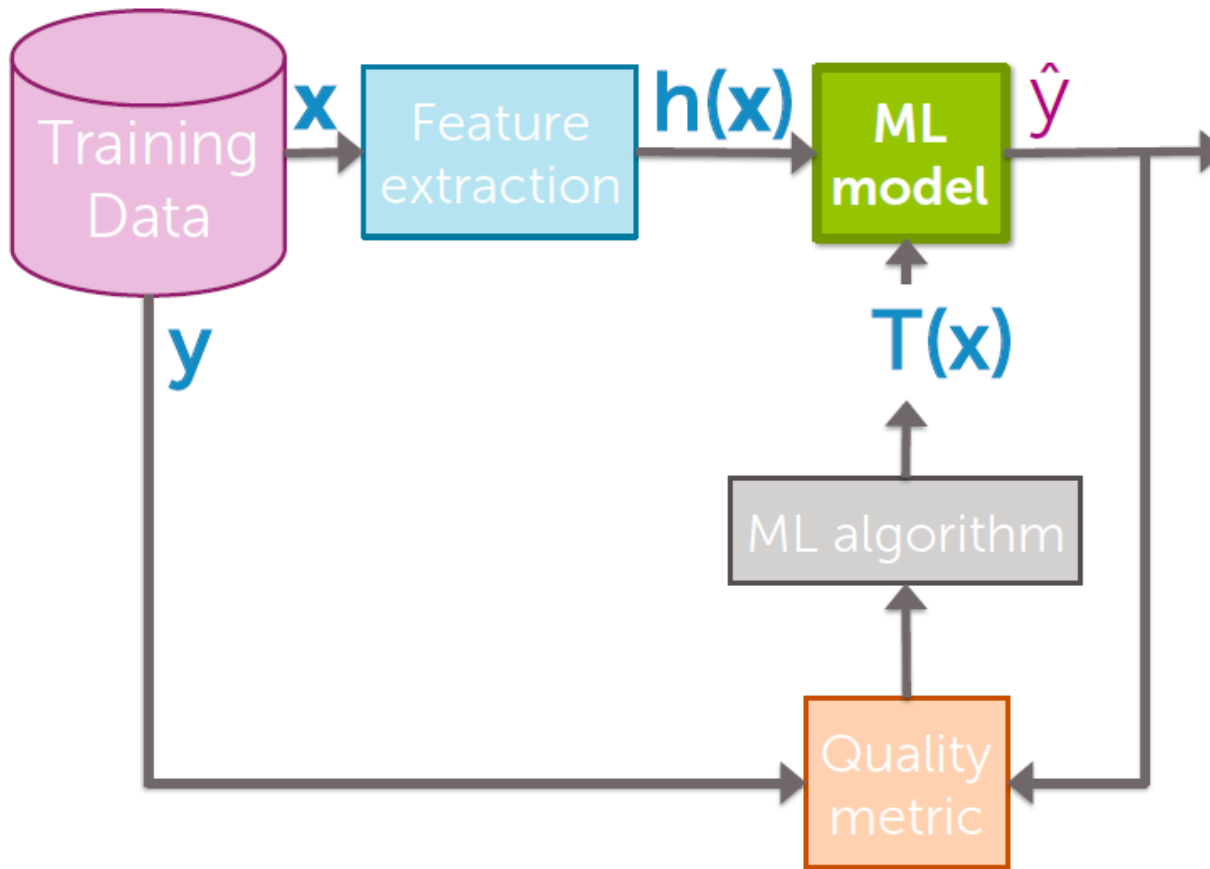 Training
Data
x
Feature
extraction
h(x)
ML
model
ŷ
y
T(x)
ML algorithm
Quality
metric